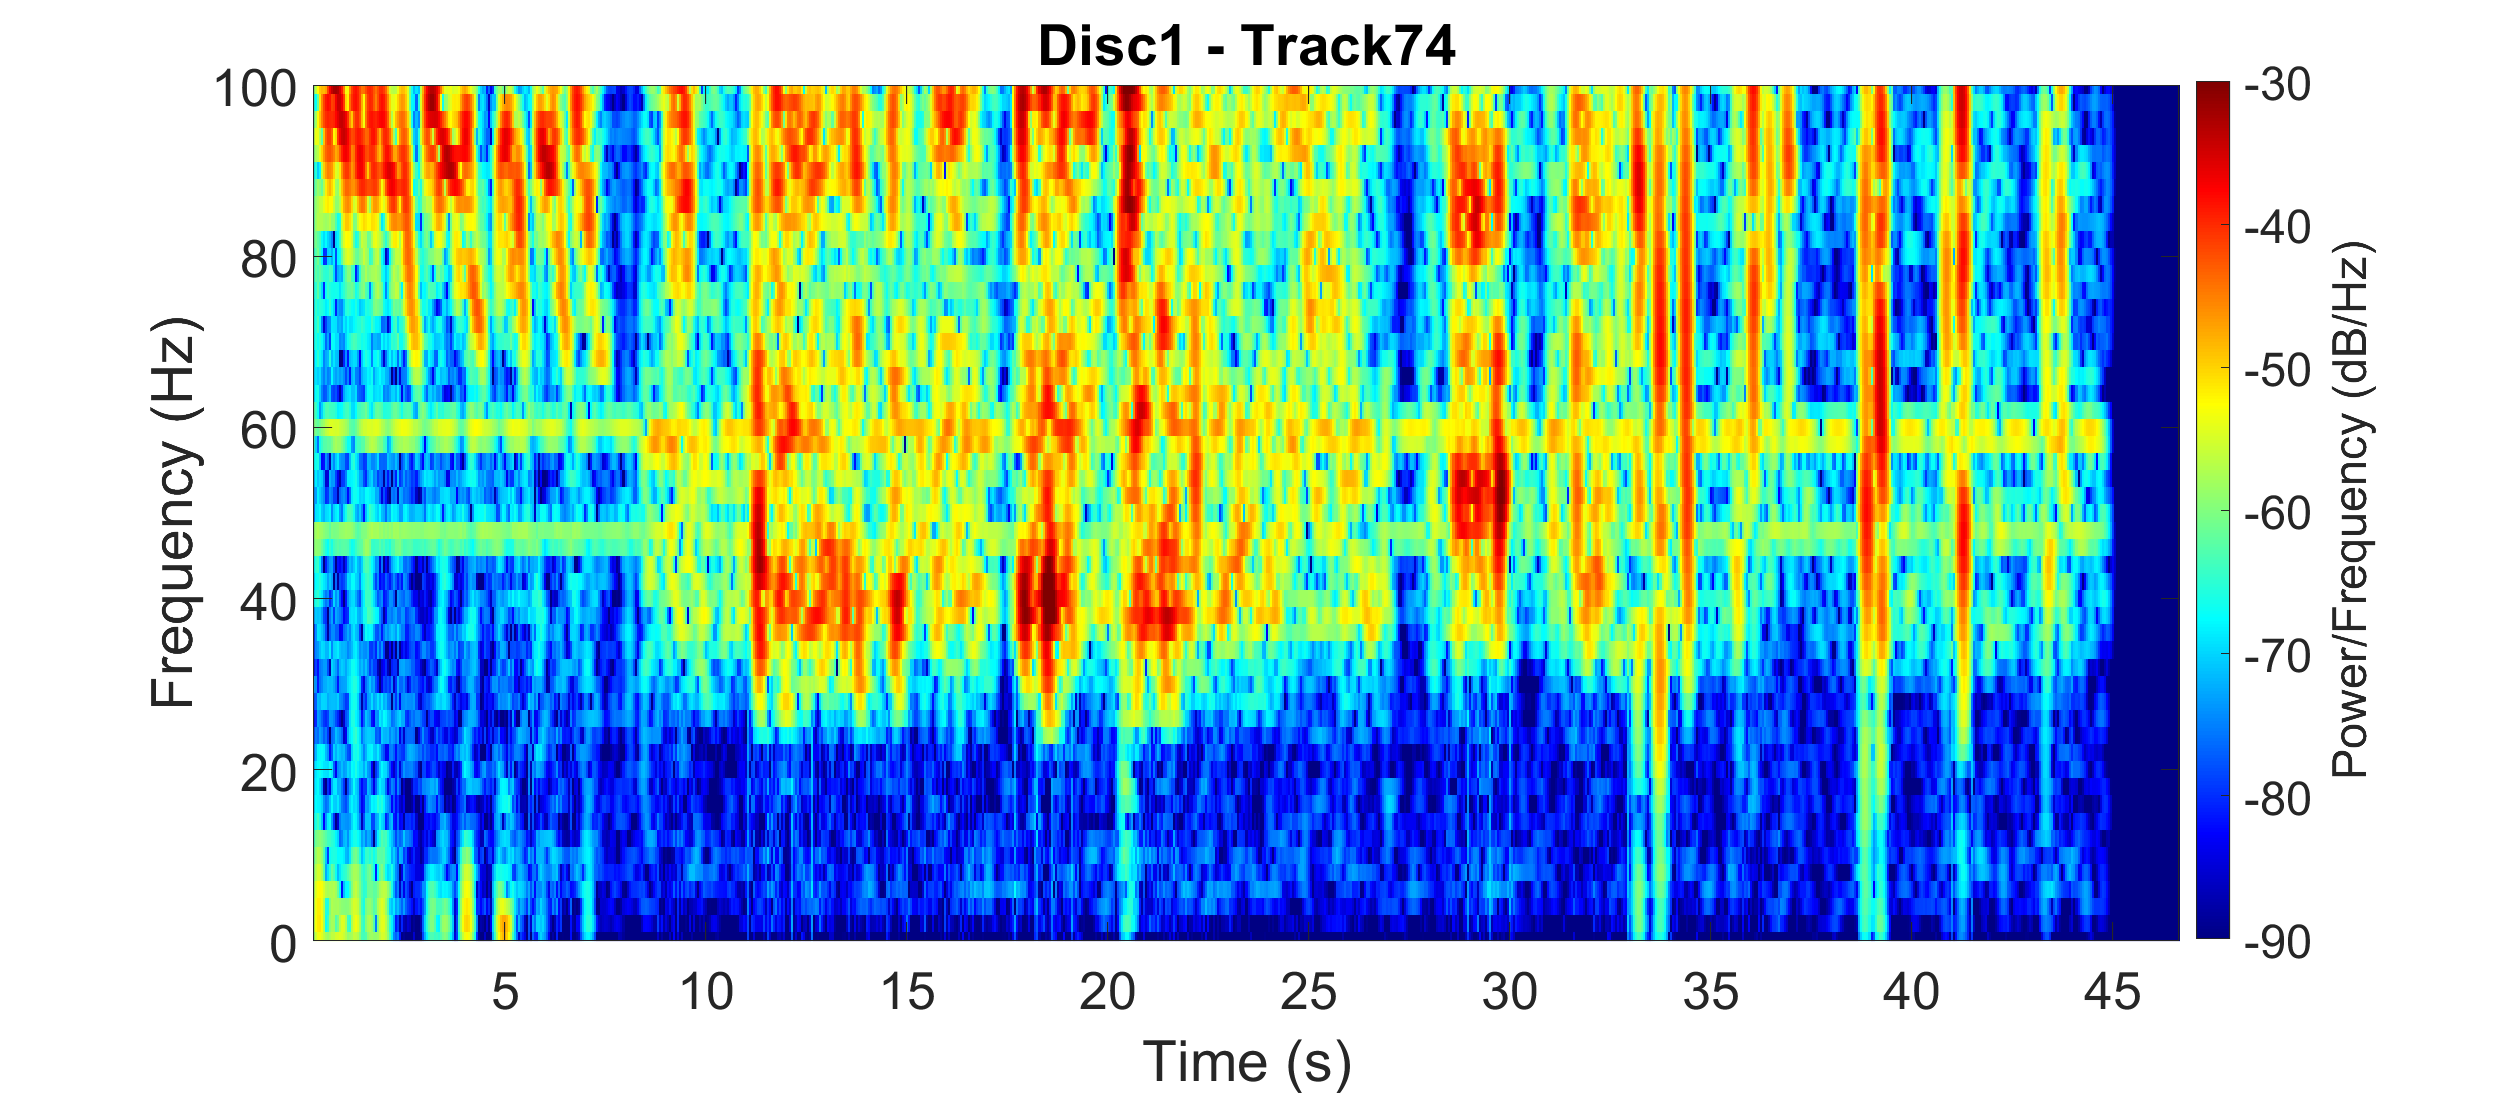 Disc1 - Track74
100
80
60
40
20
0
Frequency (Hz)
5 10 15 20 25 30 35 40 45
Time (s)
-30
-40
-50
-60
-70
-80
-90
Power/Frequency (dB/Hz)